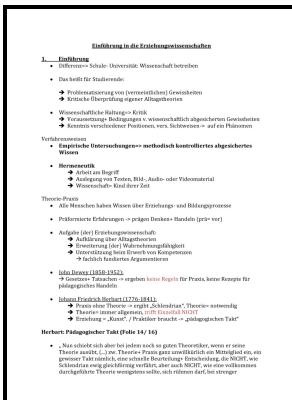 Einführung in die Erziehungswissenschaften
1. Einführung
• Differenz=> Schule- Universität: Wissenschaft betreiben
• Das heißt für Studierende:
➔ Problematisierung von (vermeintlichen) Gewissheiten
➔ Kritische Überprüfung eigener Alltagstheorien
• Wissenschaftliche Haltung=> Kritik
➔ Voraussetzung+ Bedingungen v. wissenschaftlich abgesicherten Gewissheiten
➔ Kenntnis verschiedener Positionen, vers. Sichtweisen -> auf ein Phänomen
Verfahrensweisen
• Empirische Untersuchungen=> methodisch kontrolliertes abgesichertes
Wissen
• Hermeneutik
➔ Arbeit am Begriff
➔ Auslegung von Texten, Bild-, Audio- oder Videomaterial
➔ Wissenschaft= Kind ihrer Zeit
Theorie-Praxis
• Alle Menschen haben Wissen über Erziehungs- und Bildungsprozesse
• Präformierte Erfahrungen -> prägen Denken+ Handeln (prä= vor)
• Aufgabe (der) Erziehungswissenschaft:
➔ Aufklärung über Alltagstheorien
➔ Erweiterung (der) Wahrnehmungsfähigkeit
➔ Unterstützung beim Erwerb von Kompetenzen
➔ fachlich fundiertes Argumentieren
• John Dewey (1858-1952):
➔ Gesetze+ Tatsachen -> ergeben keine Regeln für Praxis, keine Rezepte für
pädagogisches Handeln
• Johann Friedrich Herbart (1776-1841):
➔ Praxis ohne Theorie -> ergibt „Schlendrian“, Theorie= notwendig
➔ Theorie= immer allgemein, trifft Einzelfall NICHT
➔ Erziehung = „Kunst“ / Praktiker braucht -> „pädagogischen Takt“
Herbart: Pädagogischer Takt (Folie 14/ 16)
• „ Nun schiebt sich aber bei jedem noch so guten Theoretiker, wenn er seine
Theorie ausübt, (...) zw. Theorie+ Praxis ganz unwillkürlich ein Mittelglied ein, ein
gewisser Takt nämlich, eine schnelle Beurteilung+ Entscheidung, die NICHT, wie
Schlendrian ewig gleichförmig verfährt, aber auch NICHT, wie eine vollkommen
durchgeführte Theorie wenigstens sollte, sich rühmen darf, bei strenger